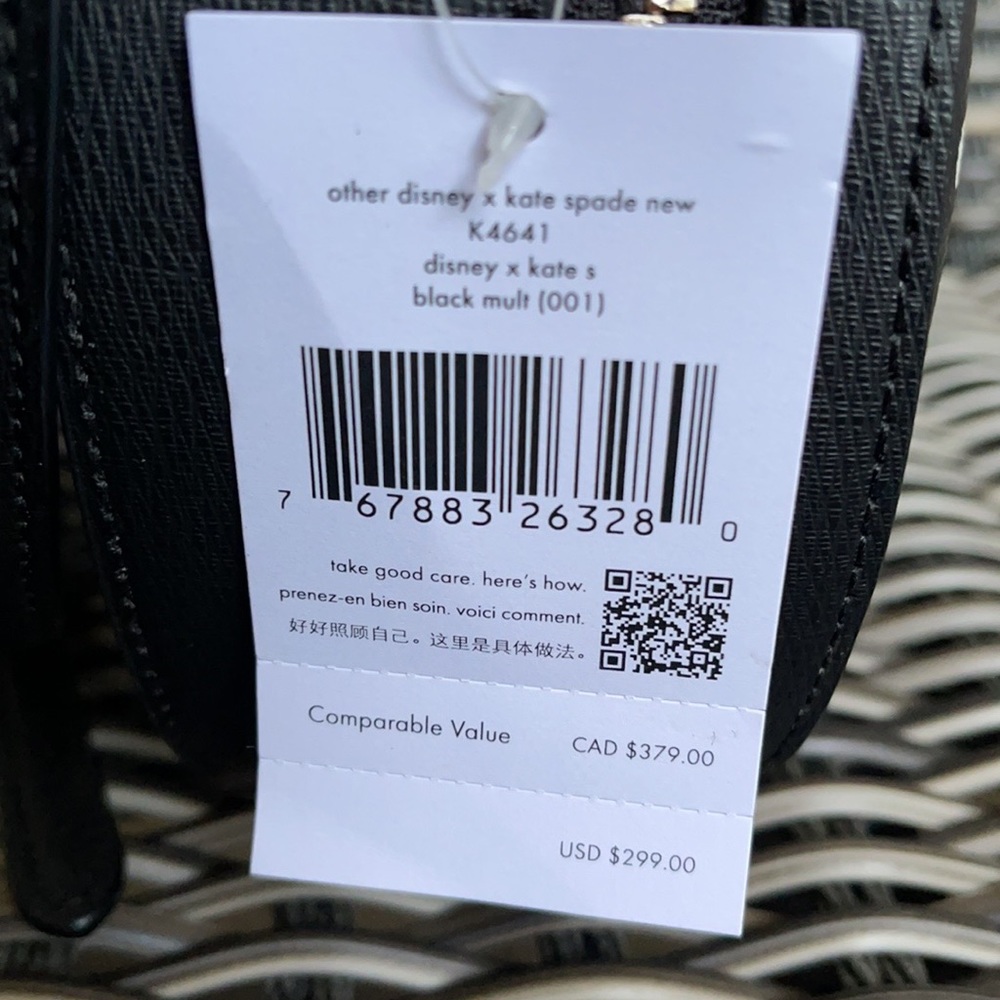 other disney x kate spade new
K4641
disney x kate s
black mult (001)
7 67883 26328 0
take good care. here's how.
prenez-en bien soin. voici comment.
好好照顾自己。这里是具体做法。
Comparable Value CAD $379.00
USD $299.00